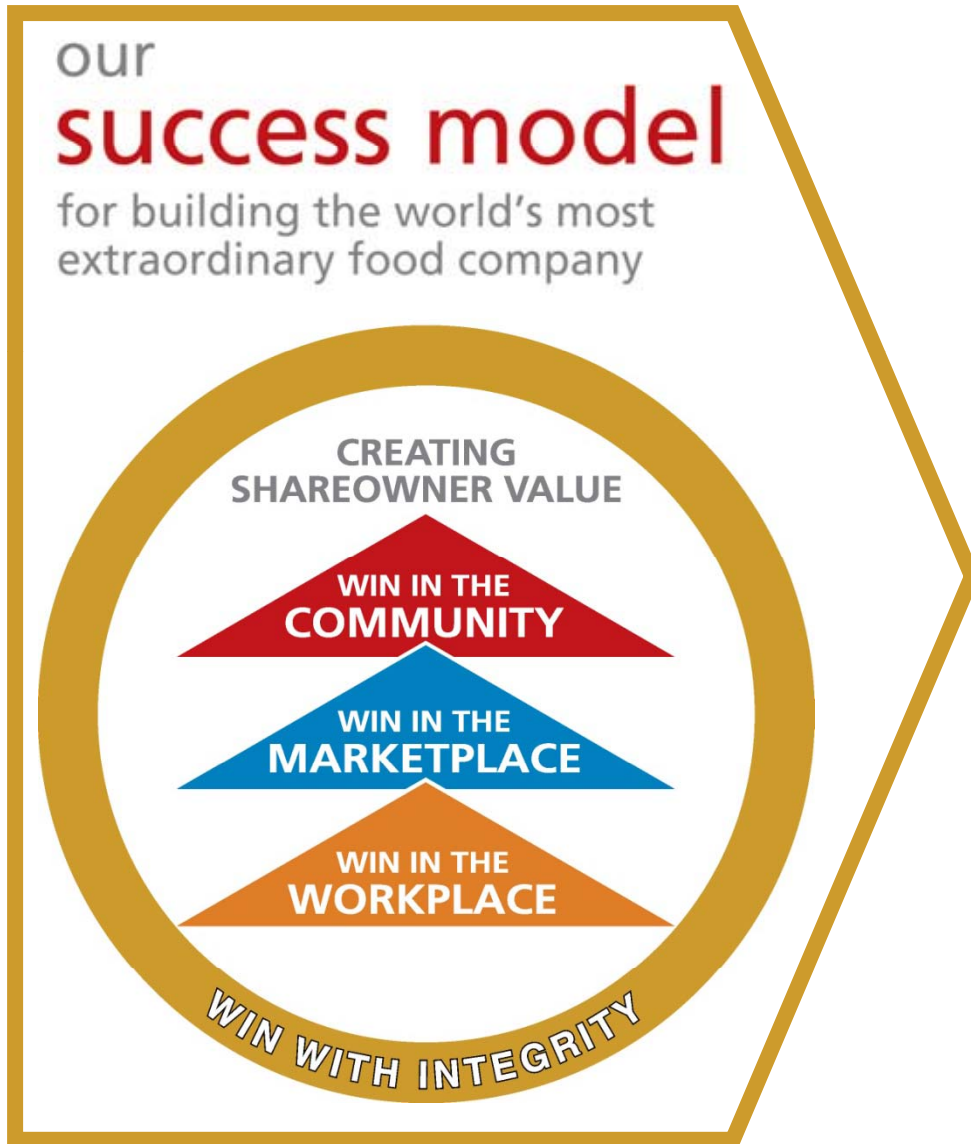 our
success model
for building the world's most
extraordinary food company
CREATING
SHAREOWNER VALUE
WIN IN THE
COMMUNITY
WIN IN THE
MARKETPLACE
WIN IN THE
WORKPLACE
WIN WITH INTEGRITY